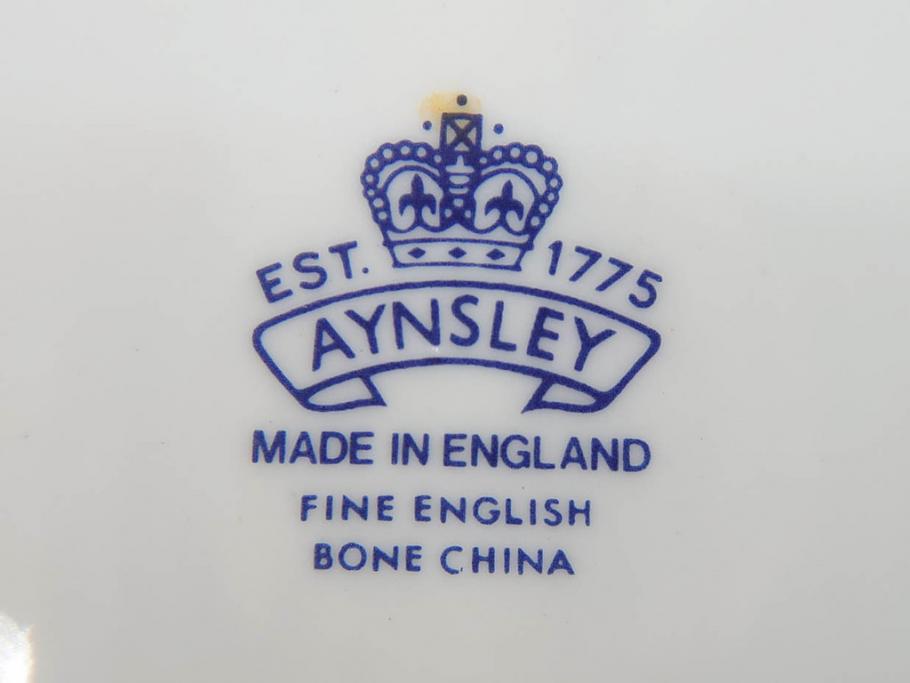 EST. 1775
AYNSLEY
MADE IN ENGLAND
FINE ENGLISH
BONE CHINA